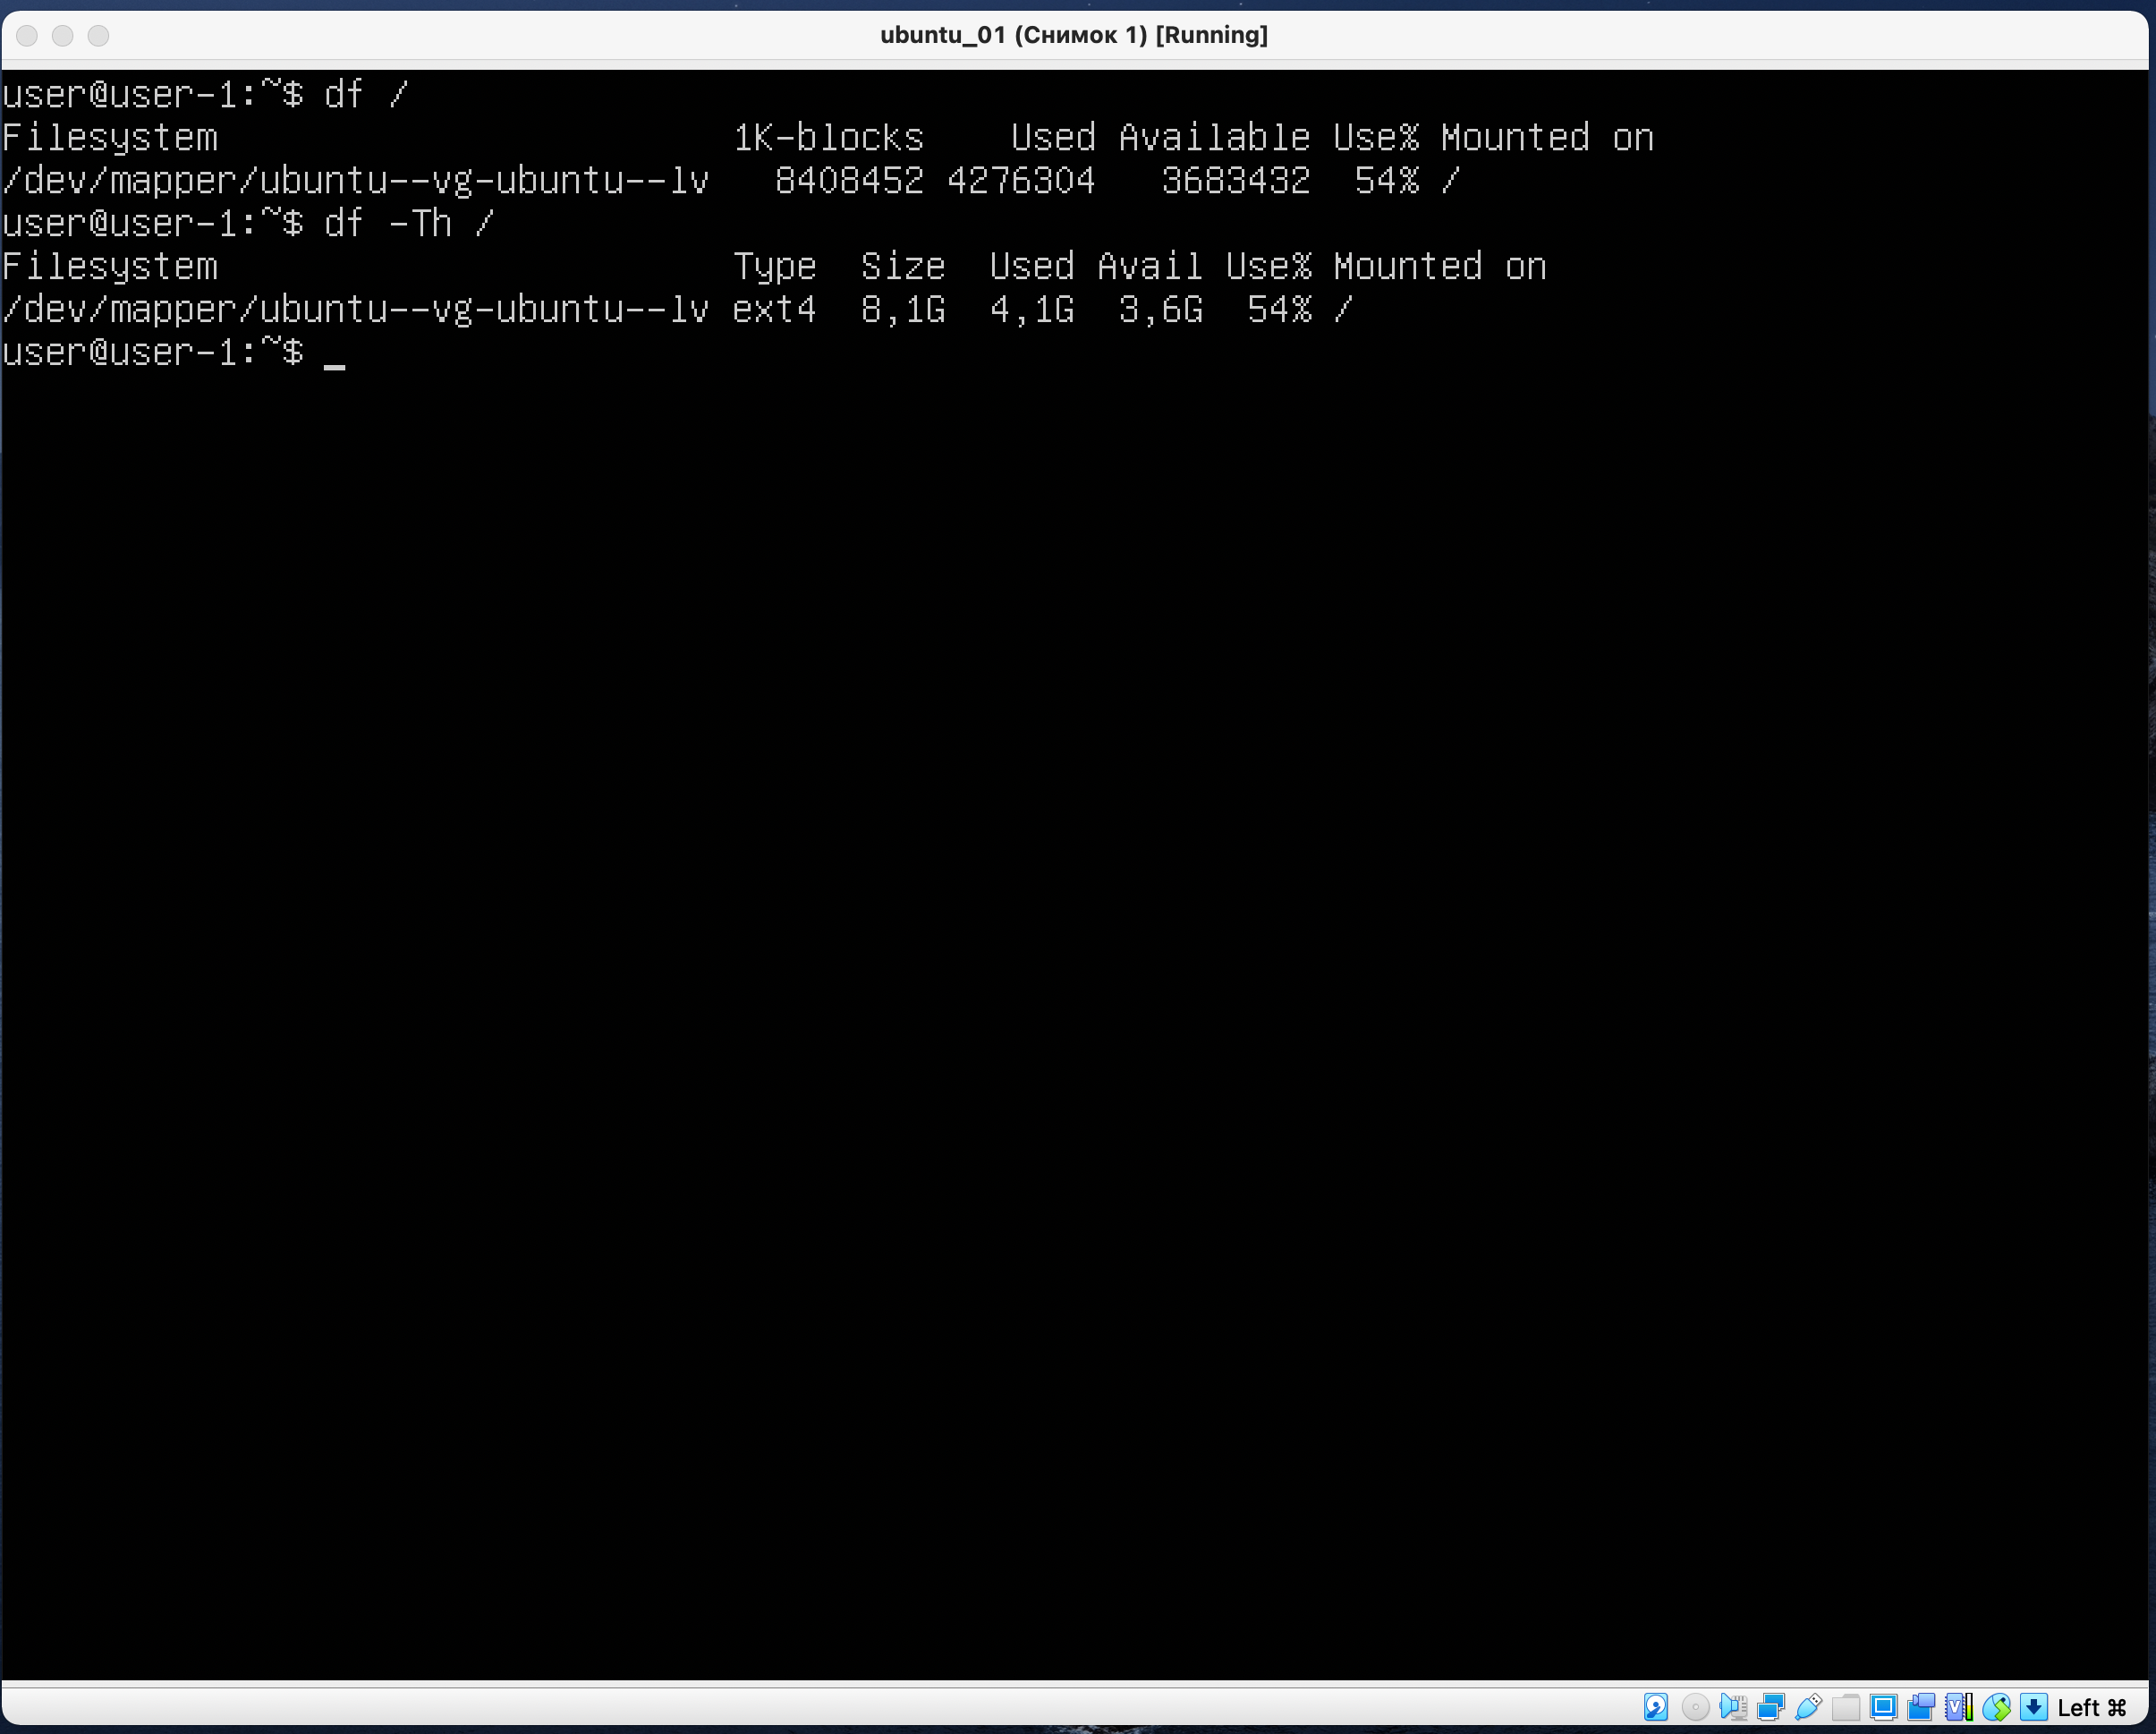 ubuntu_01 (Снимок 1) [Running]
user@user-1:~$ df /
Filesystem                        1K-blocks    Used Available Use% Mounted on
/dev/mapper/ubuntu--vg-ubuntu--lv   8408452 4276304   3683432  54% /
user@user-1:~$ df -Th /
Filesystem                        Type  Size  Used Avail Use% Mounted on
/dev/mapper/ubuntu--vg-ubuntu--lv ext4  8,1G  4,1G  3,6G  54% /
user@user-1:~$ _
Left ⌘